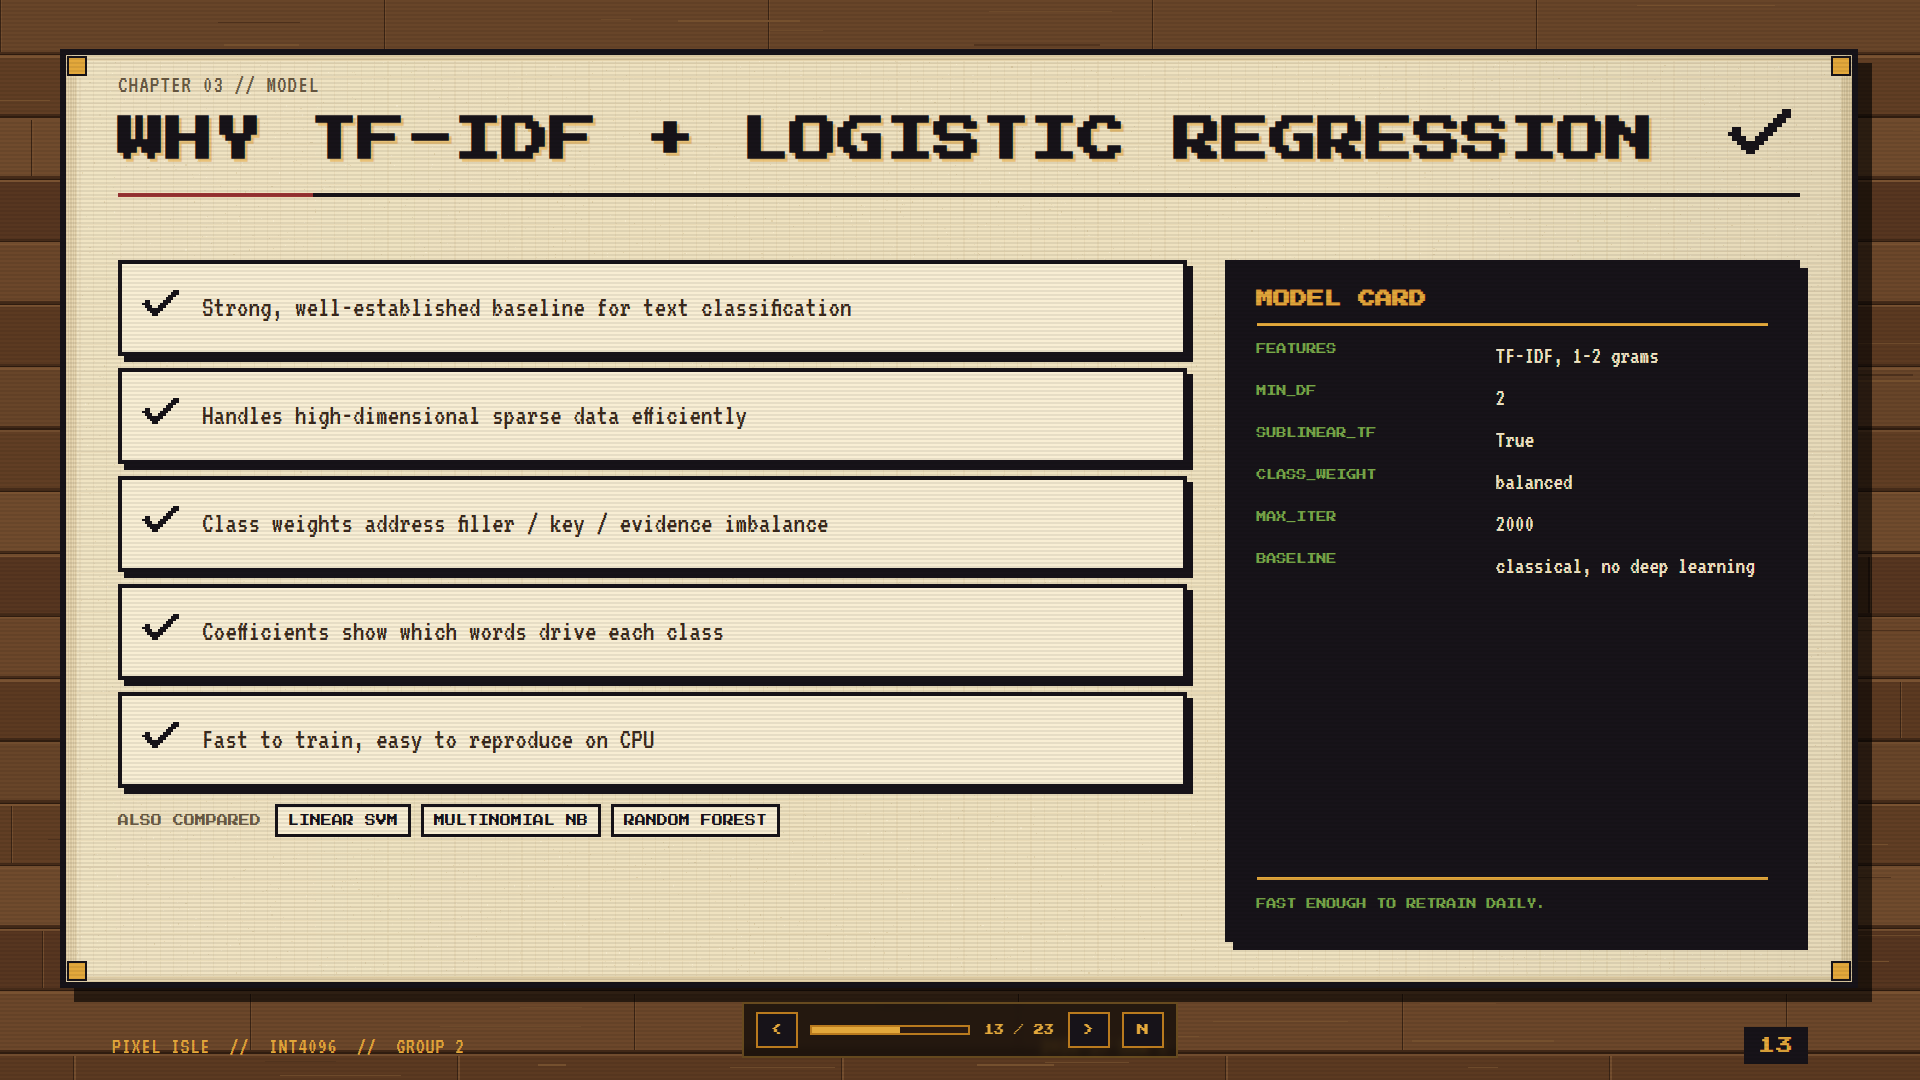 CHAPTER 03 // MODEL
WHY TF-IDF + LOGISTIC REGRESSION
Strong, well-established baseline for text classification
Handles high-dimensional sparse data efficiently
Class weights address filler / key / evidence imbalance
Coefficients show which words drive each class
Fast to train, easy to reproduce on CPU
ALSO COMPARED LINEAR SVM MULTINOMIAL NB RANDOM FOREST
MODEL CARD
FEATURES TF-IDF, 1-2 grams
MIN_DF 2
SUBLINEAR_TF True
CLASS_WEIGHT balanced
MAX_ITER 2000
BASELINE classical, no deep learning
FAST ENOUGH TO RETRAIN DAILY.
PIXEL ISLE // INT4096 // GROUP 2
< 13 / 23 > N
13